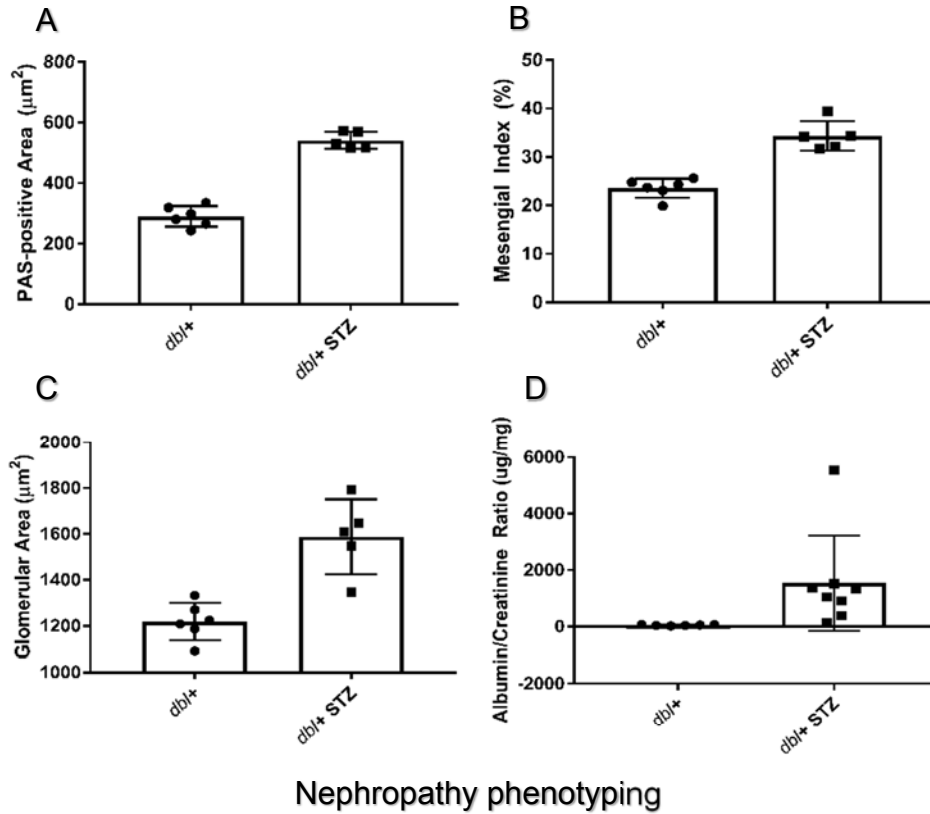 A
PAS-positive Area (μm²)
800
600
400
200
0
db/+
db/+ STZ
B
Mesengial Index (%)
50
40
30
20
10
0
db/+
db/+ STZ
C
Glomerular Area (μm²)
2000
1800
1600
1400
1200
1000
db/+
db/+ STZ
D
Albumin/Creatinine Ratio (ug/mg)
6000
4000
2000
0
-2000
db/+
db/+ STZ
Nephropathy phenotyping